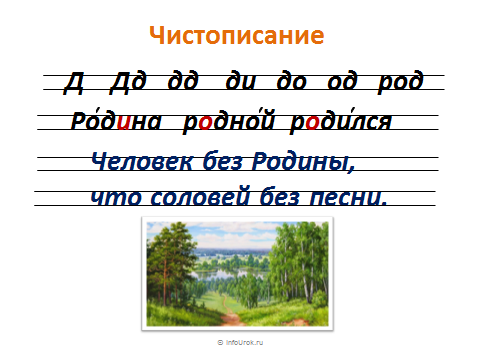 Чистописание
Д Дд дд ди до од род
Ро́дина родно́й роди́лся
Человек без Родины,
что соловей без песни.
© InfoUrok.ru